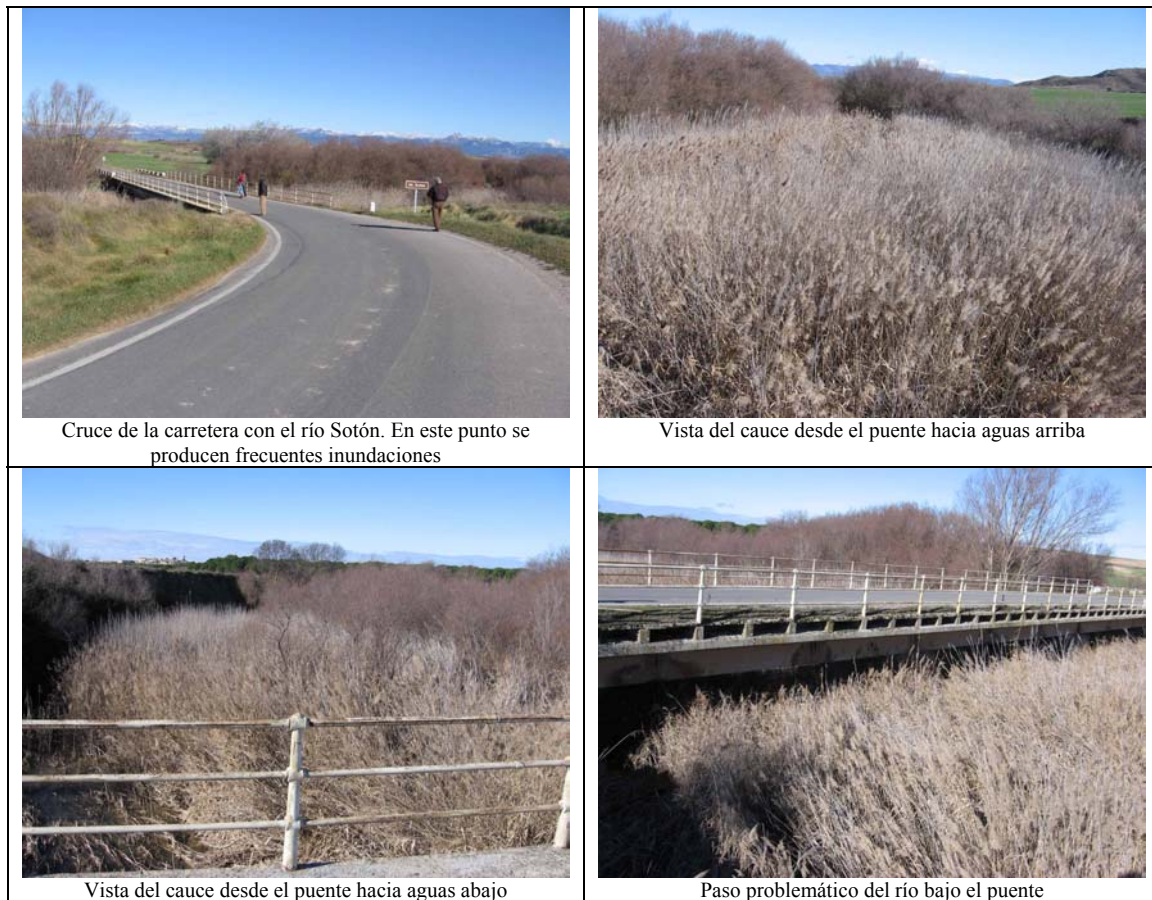 Cruce de la carretera con el río Sotón. En este punto se
producen frecuentes inundaciones
Vista del cauce desde el puente hacia aguas arriba
Vista del cauce desde el puente hacia aguas abajo
Paso problemático del río bajo el puente